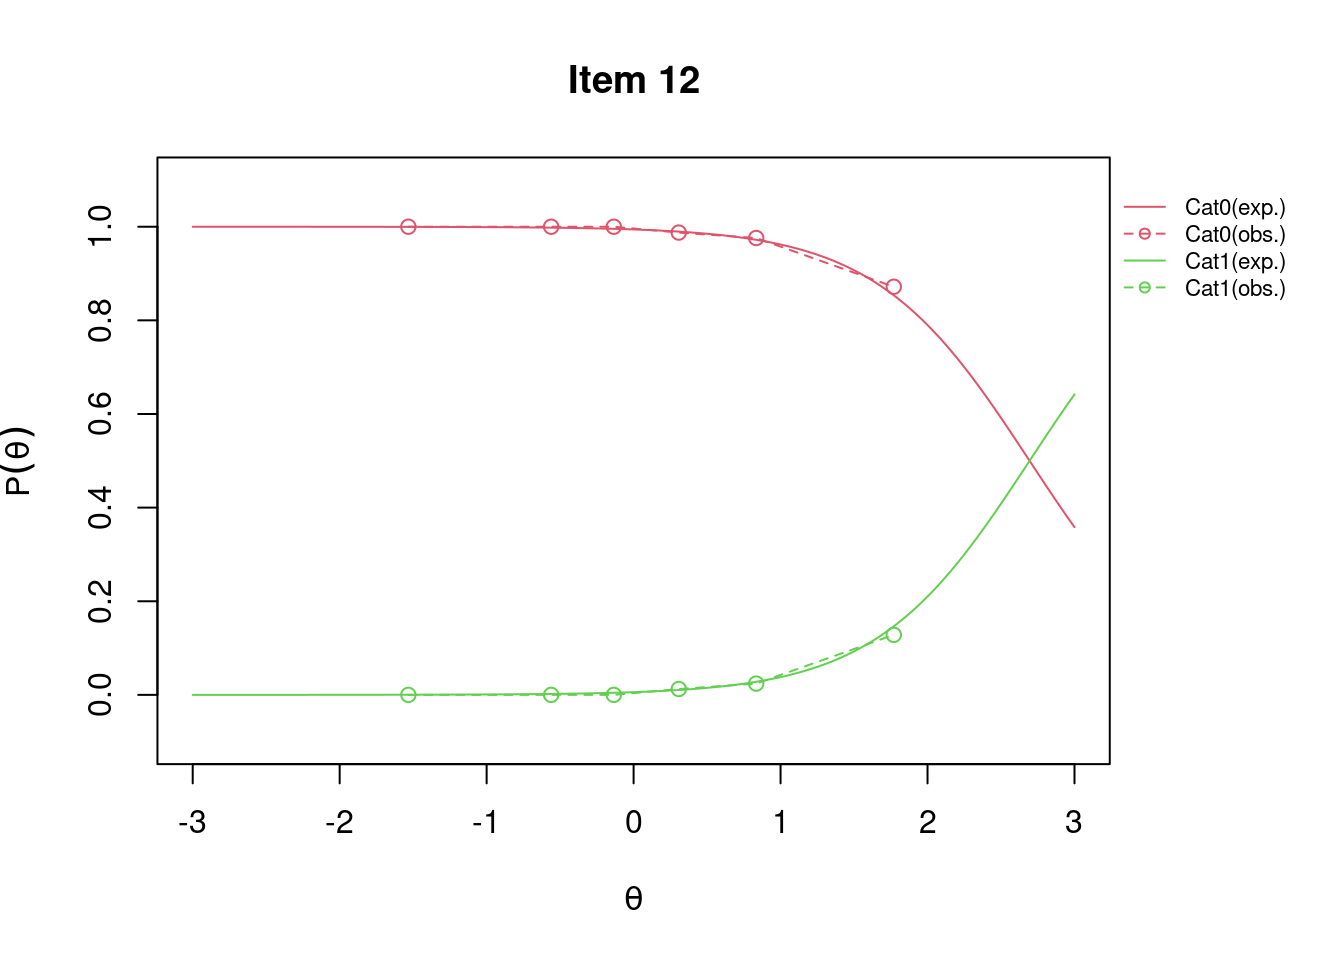 Item 12
P(θ)
1.0
0.8
0.6
0.4
0.2
0.0
-3 -2 -1 0 1 2 3
θ
Cat0(exp.)
Cat0(obs.)
Cat1(exp.)
Cat1(obs.)